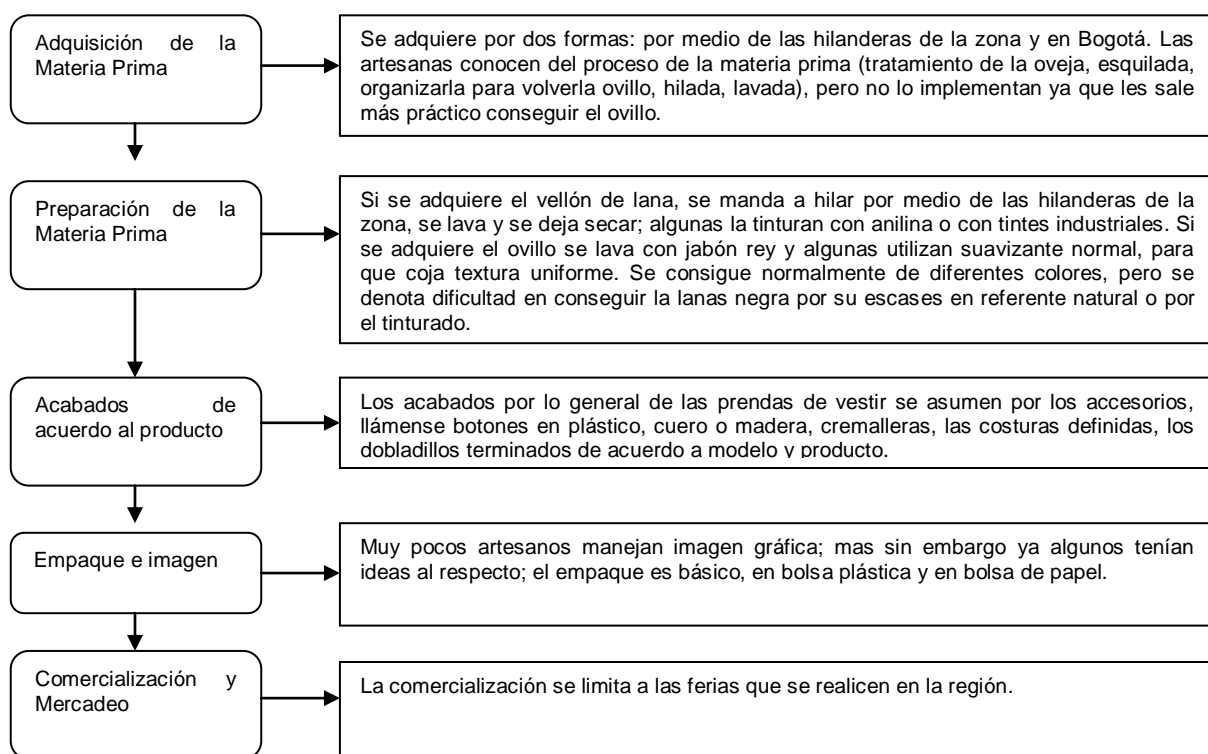 Adquisición de la
Materia Prima
Se adquiere por dos formas: por medio de las hilanderas de la zona y en Bogotá. Las
artesanas conocen del proceso de la materia prima (tratamiento de la oveja, esquilada,
organizarla para volverla ovillo, hilada, lavada), pero no lo implementan ya que les sale
más práctico conseguir el ovillo.
Preparación de la
Materia Prima
Si se adquiere el vellón de lana, se manda a hilar por medio de las hilanderas de la
zona, se lava y se deja secar; algunas la tinturan con anilina o con tintes industriales. Si
se adquiere el ovillo se lava con jabón rey y algunas utilizan suavizante normal, para
que coja textura uniforme. Se consigue normalmente de diferentes colores, pero se
denota dificultad en conseguir la lanas negra por su escases en referente natural o por
el tinturado.
Acabados de
acuerdo al producto
Los acabados por lo general de las prendas de vestir se asumen por los accesorios,
llámense botones en plástico, cuero o madera, cremalleras, las costuras definidas, los
dobladillos terminados de acuerdo a modelo y producto.
Empaque e imagen
Muy pocos artesanos manejan imagen gráfica; mas sin embargo ya algunos tenían
ideas al respecto; el empaque es básico, en bolsa plástica y en bolsa de papel.
Comercialización y
Mercadeo
La comercialización se limita a las ferias que se realicen en la región.